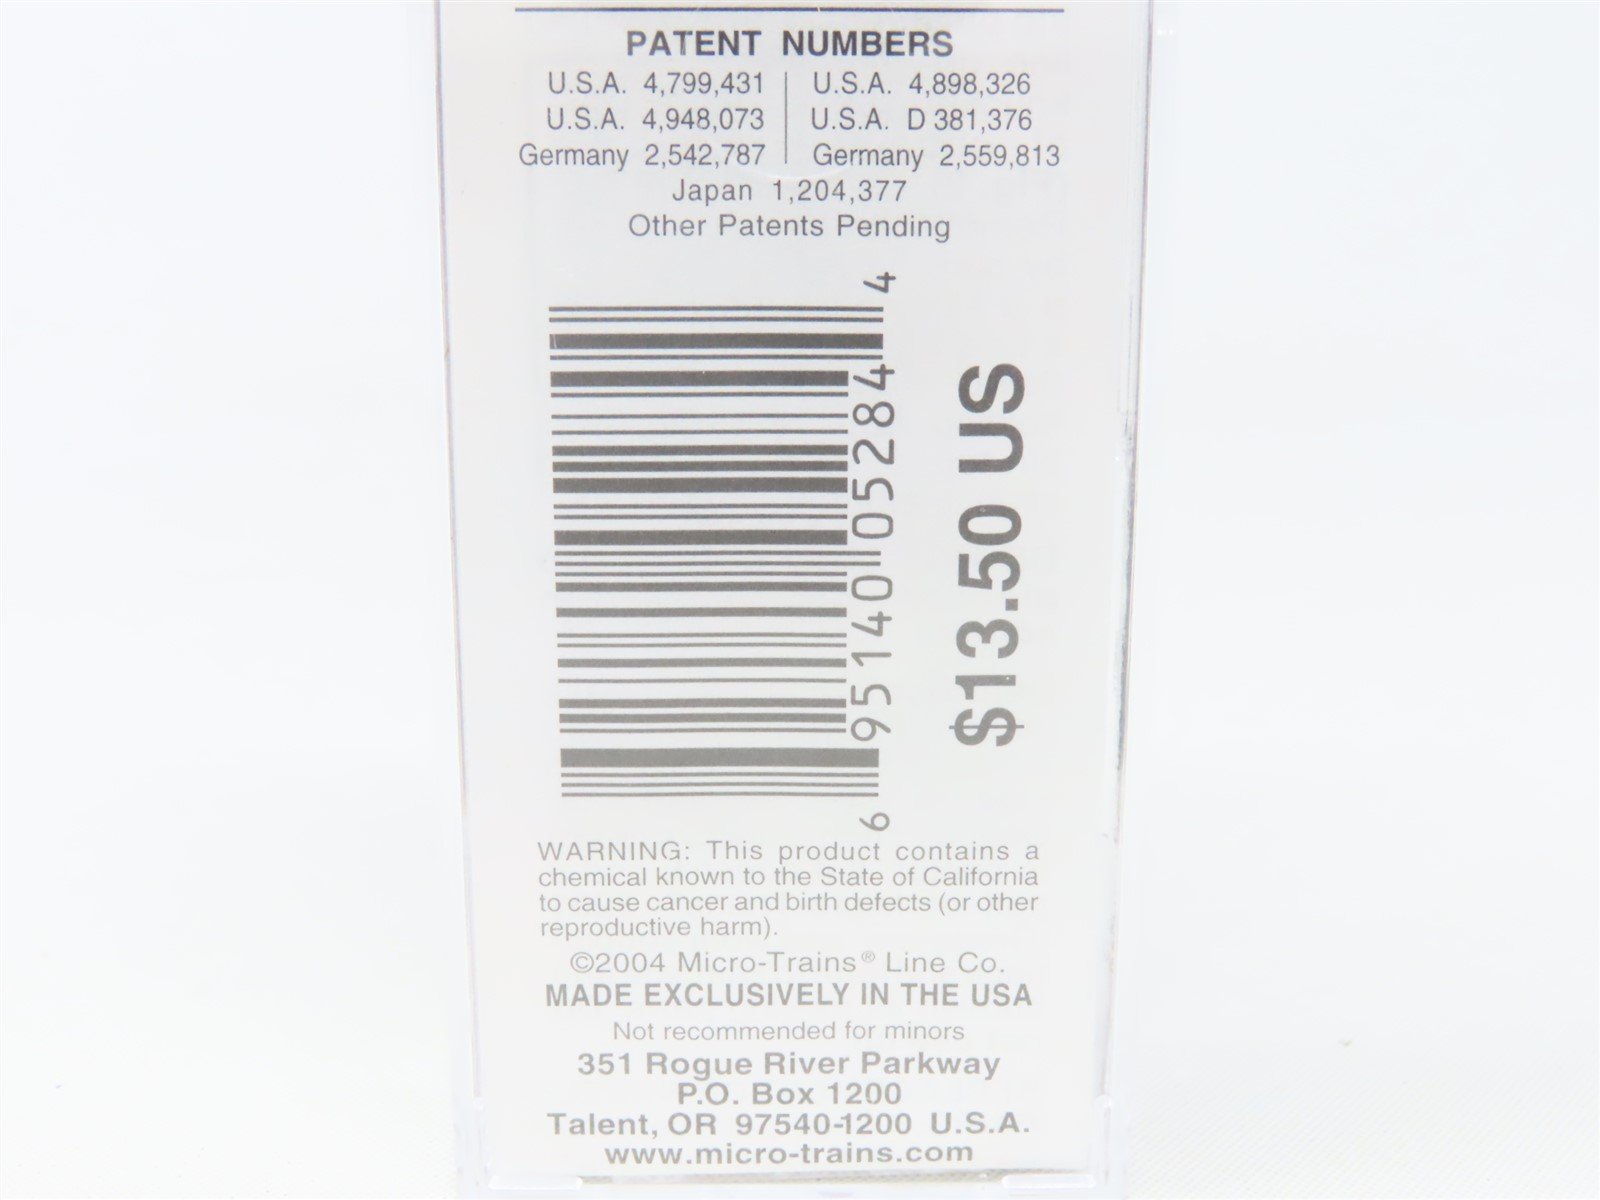 PATENT NUMBERS
U.S.A. 4,799,431 | U.S.A. 4,898,326
U.S.A. 4,948,073 | U.S.A. D 381,376
Germany 2,542,787 | Germany 2,559,813
Japan 1,204,377
Other Patents Pending
6 95140 05284 4
$13.50 US
WARNING: This product contains a
chemical known to the State of California
to cause cancer and birth defects (or other
reproductive harm).
©2004 Micro-Trains® Line Co.
MADE EXCLUSIVELY IN THE USA
Not recommended for minors
351 Rogue River Parkway
P.O. Box 1200
Talent, OR 97540-1200 U.S.A.
www.micro-trains.com